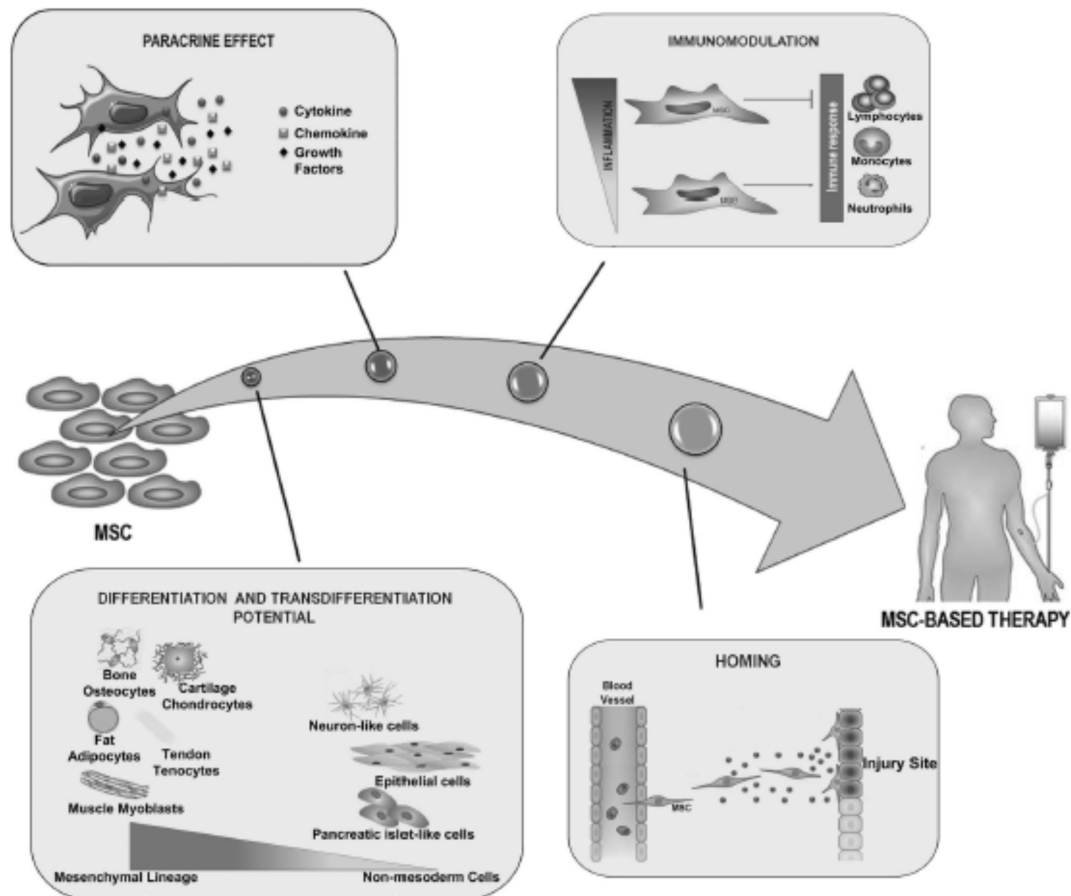 PARACRINE EFFECT
Cytokine
Chemokine
Growth
Factors
IMMUNOMODULATION
INFLAMMATION
MSC
MSC
Immune response
Lymphocytes
Monocytes
Neutrophils
MSC
MSC-BASED THERAPY
DIFFERENTIATION AND TRANSDIFFERENTIATION
POTENTIAL
Bone
Osteocytes
Cartilage
Chondrocytes
Fat
Adipocytes
Tendon
Tenocytes
Muscle Myoblasts
Neuron-like cells
Epithelial cells
Pancreatic islet-like cells
Mesenchymal Lineage
Non-mesoderm Cells
HOMING
Blood
Vessel
MSC
Injury Site